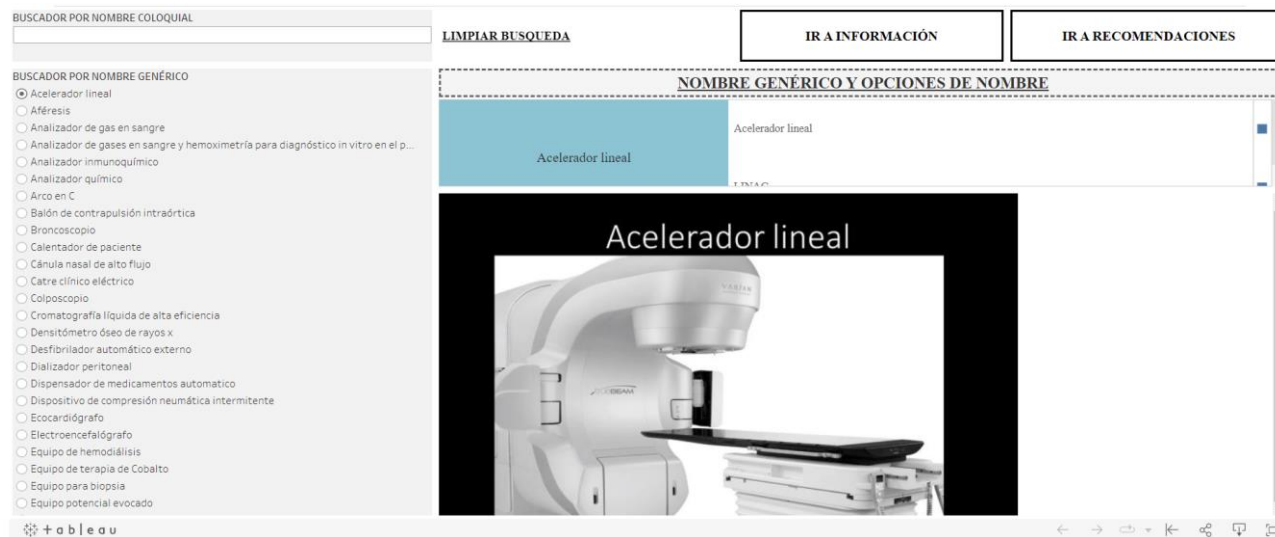 BUSCADOR POR NOMBRE COLOQUIAL
LIMPIAR BUSQUEDA
IR A INFORMACIÓN
IR A RECOMENDACIONES
BUSCADOR POR NOMBRE GENÉRICO
Acelerador lineal
Aféresis
Analizador de gas en sangre
Analizador de gases en sangre y hemoximetría para diagnóstico in vitro en el p...
Analizador inmunoquímico
Analizador químico
Arco en C
Balón de contrapulsión intraórtica
Broncoscopio
Calentador de paciente
Cánula nasal de alto flujo
Catre clínico eléctrico
Colposcopio
Cromatografía líquida de alta eficiencia
Densitómetro óseo de rayos x
Desfibrilador automático externo
Dializador peritoneal
Dispensador de medicamentos automatico
Dispositivo de compresión neumática intermitente
Ecocardiógrafo
Electroencefalógrafo
Equipo de hemodiálisis
Equipo de terapia de Cobalto
Equipo para biopsia
Equipo potencial evocado
NOMBRE GENÉRICO Y OPCIONES DE NOMBRE
Acelerador lineal
Acelerador lineal
LINAC
Acelerador lineal
VARIAN
tableau